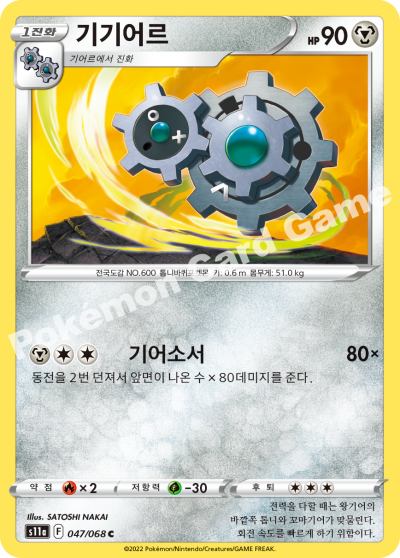 1진화
기기어르
HP 90
기어르에서 진화
전국도감 NO.600 톱니바퀴포켓몬 키: 0.6 m 몸무게: 51.0 kg
Pokémon Card Game
기어소서 80×
동전을 2번 던져서 앞면이 나온 수×80데미지를 준다.
약점 ×2 저항력 -30 후퇴
Illus. SATOSHI NAKAI
s11a F 047/068 C
전력을 다할 때는 왕기어의
바깥쪽 톱니와 꼬마기어가 맞물린다.
회전 속도를 빠르게 하기 위함이다.
©2022 Pokémon/Nintendo/Creatures/GAME FREAK.